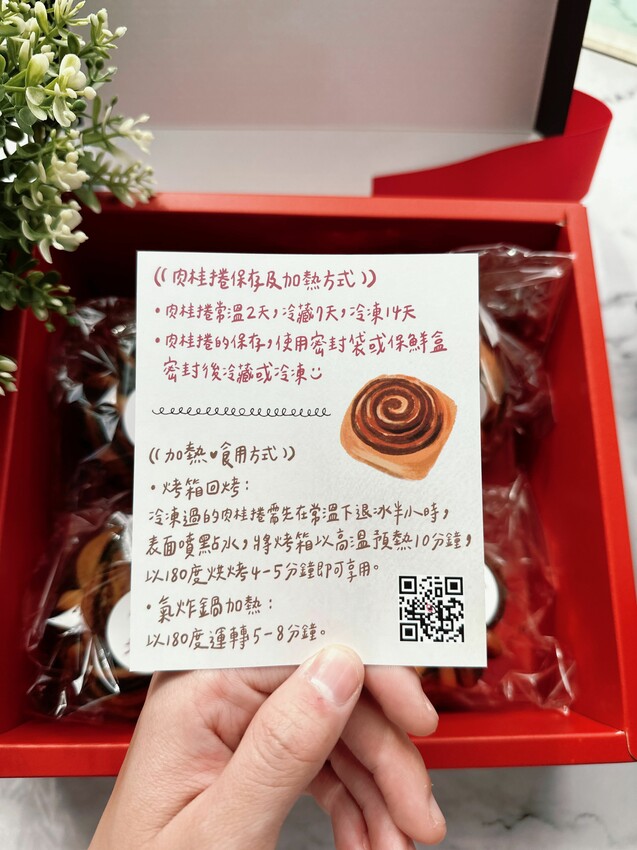 ((肉桂捲保存及加熱方式))
•肉桂捲常溫2天,冷藏7天,冷凍14天
•肉桂捲的保存,使用密封袋或保鮮盒
密封後冷藏或冷凍
((加熱♥食用方式))
•烤箱回烤:
冷凍過的肉桂捲需先在常溫下退冰半小時,
表面噴點水,將烤箱以高溫預熱10分鐘,
以180度烘烤4-5分鐘即可享用。
•氣炸鍋加熱:
以180度運轉5-8分鐘。